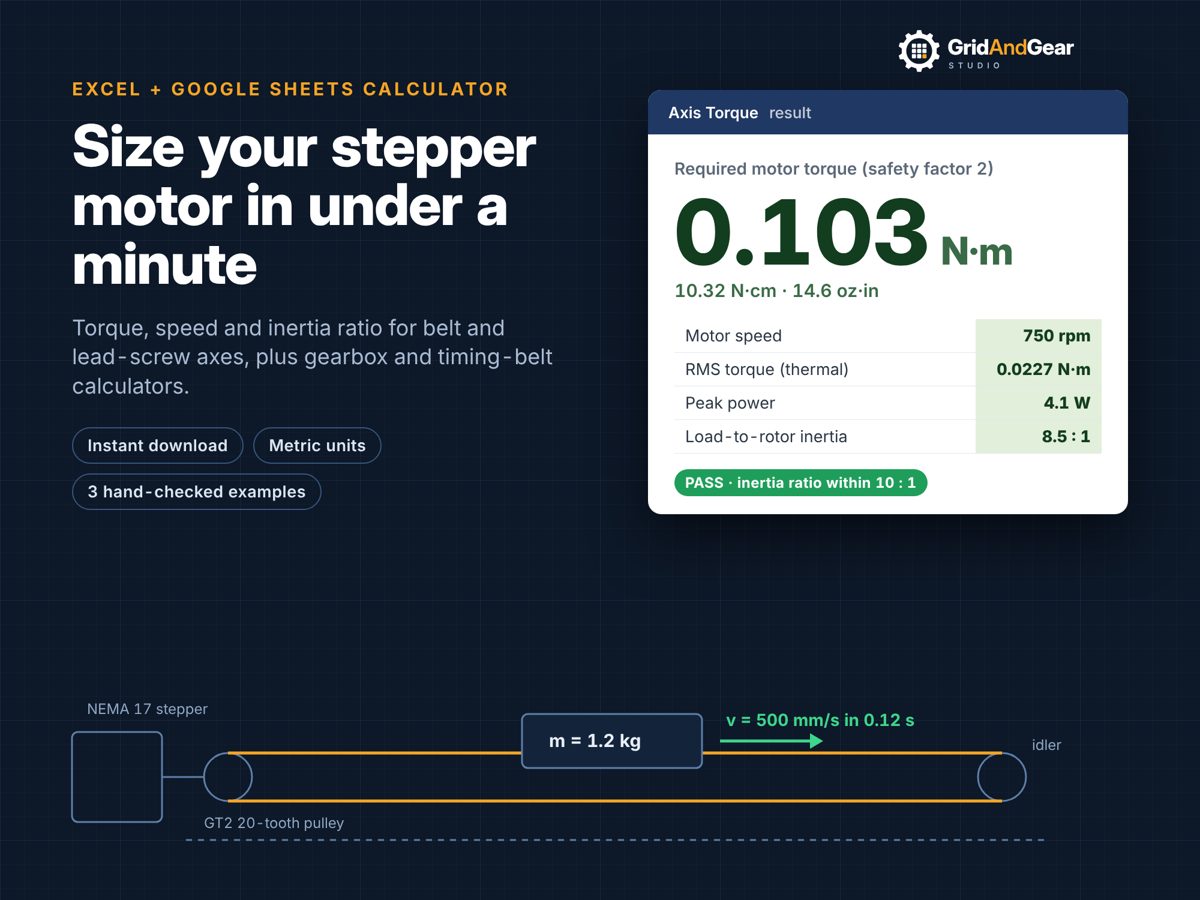 GridAndGear
STUDIO
EXCEL + GOOGLE SHEETS CALCULATOR
Size your stepper
motor in under a
minute
Torque, speed and inertia ratio for belt and
lead-screw axes, plus gearbox and timing-belt
calculators.
Instant download
Metric units
3 hand-checked examples
Axis Torque result
Required motor torque (safety factor 2)
0.103 N·m
10.32 N·cm · 14.6 oz·in
Motor speed 750 rpm
RMS torque (thermal) 0.0227 N·m
Peak power 4.1 W
Load-to-rotor inertia 8.5 : 1
PASS · inertia ratio within 10 : 1
NEMA 17 stepper
m = 1.2 kg
v = 500 mm/s in 0.12 s
idler
GT2 20-tooth pulley